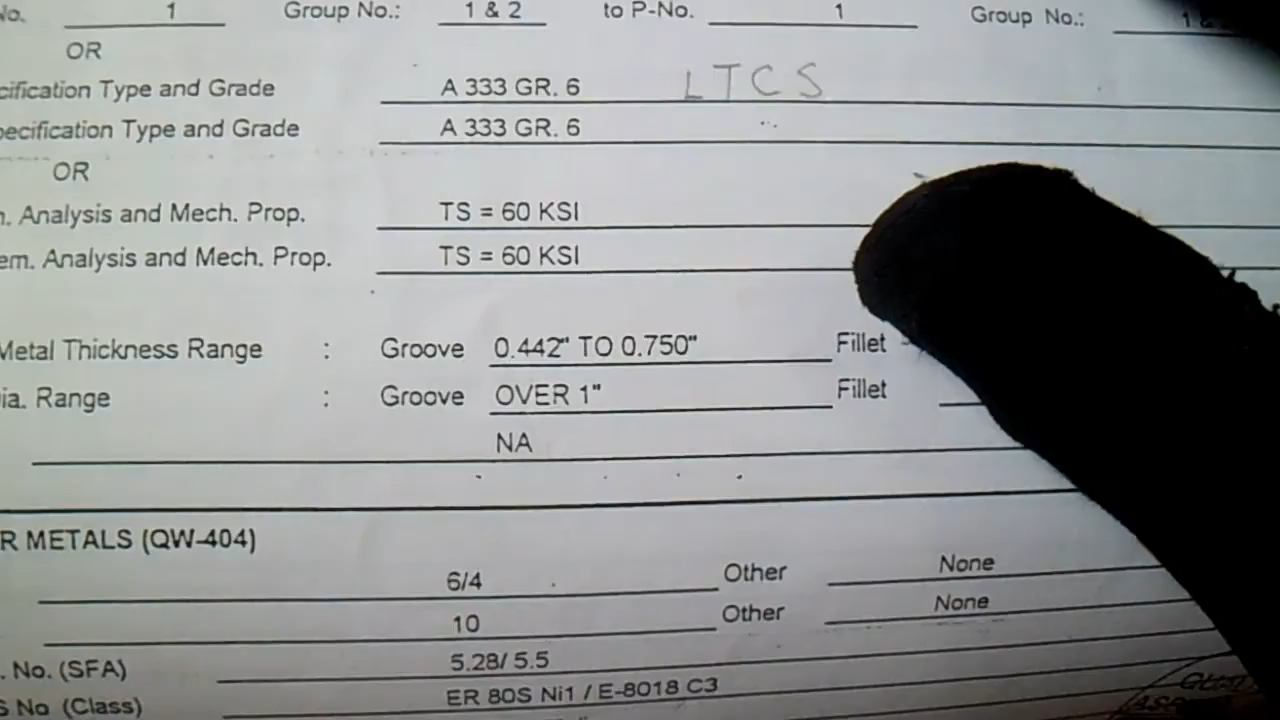 No. 1 Group No.: 1 & 2 to P-No. 1 Group No.: 1 &
OR
cification Type and Grade A 333 GR. 6 LTCS
pecification Type and Grade A 333 GR. 6
OR
. Analysis and Mech. Prop. TS = 60 KSI
em. Analysis and Mech. Prop. TS = 60 KSI
Metal Thickness Range : Groove 0.442" TO 0.750" Fillet
ia. Range : Groove OVER 1" Fillet
NA
R METALS (QW-404)
6/4 Other None
10 Other None
. No. (SFA) 5.28/ 5.5
S No (Class) ER 80S Ni1 / E-8018 C3